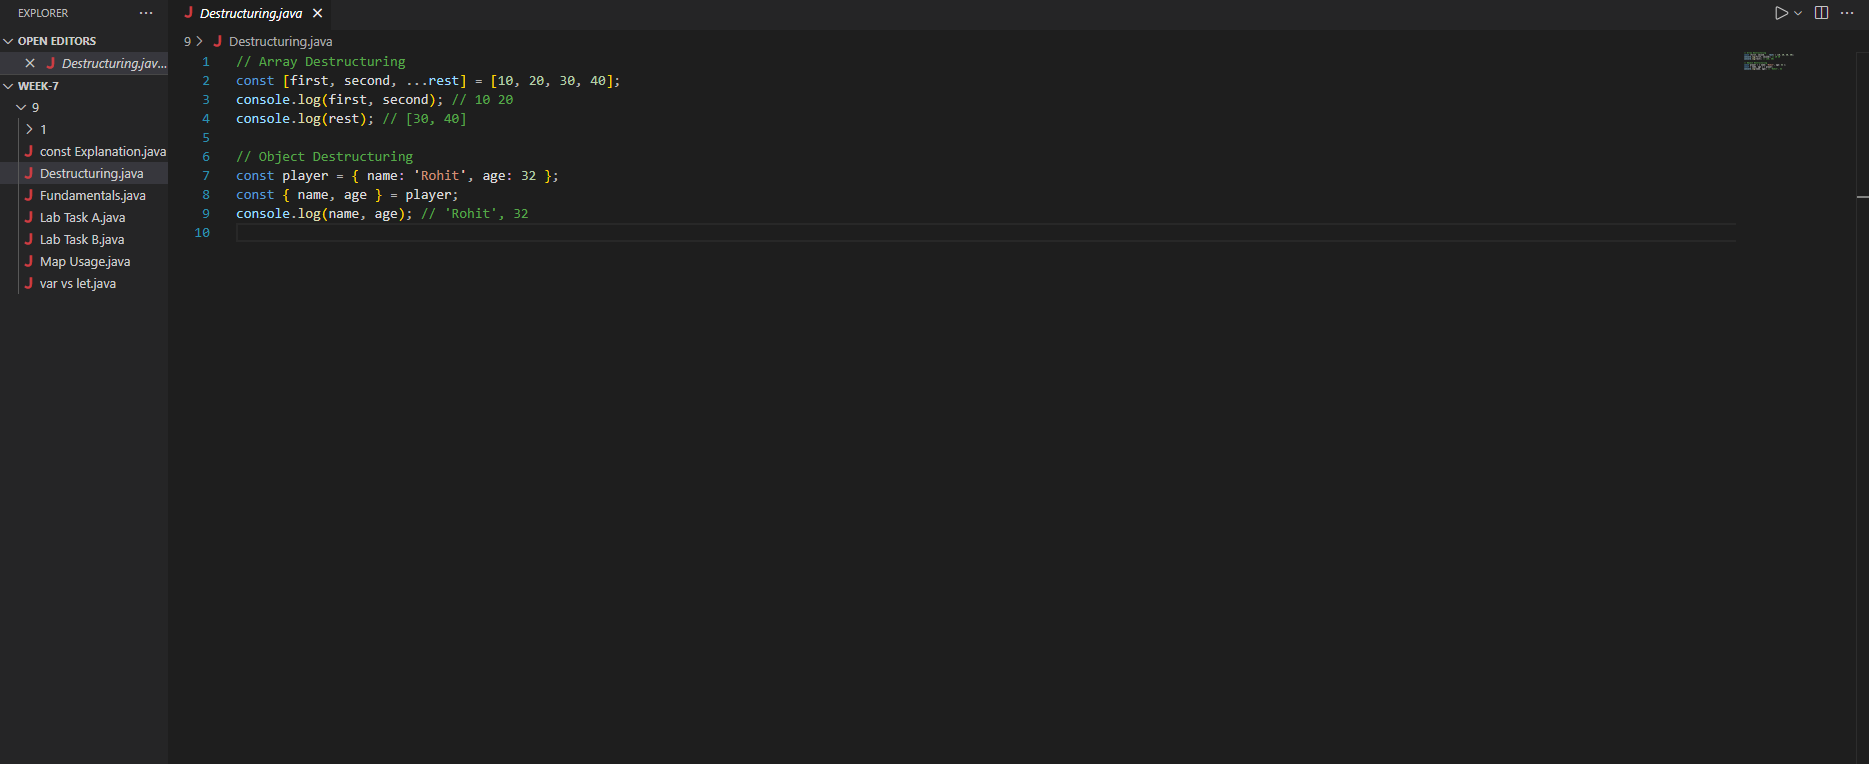 EXPLORER
OPEN EDITORS
Destructuring.jav...
WEEK-7
9
1
const Explanation.java
Destructuring.java
Fundamentals.java
Lab Task A.java
Lab Task B.java
Map Usage.java
var vs let.java
Destructuring.java
9 > Destructuring.java
1 // Array Destructuring
2 const [first, second, ...rest] = [10, 20, 30, 40];
3 console.log(first, second); // 10 20
4 console.log(rest); // [30, 40]
5
6 // Object Destructuring
7 const player = { name: 'Rohit', age: 32 };
8 const { name, age } = player;
9 console.log(name, age); // 'Rohit', 32
10